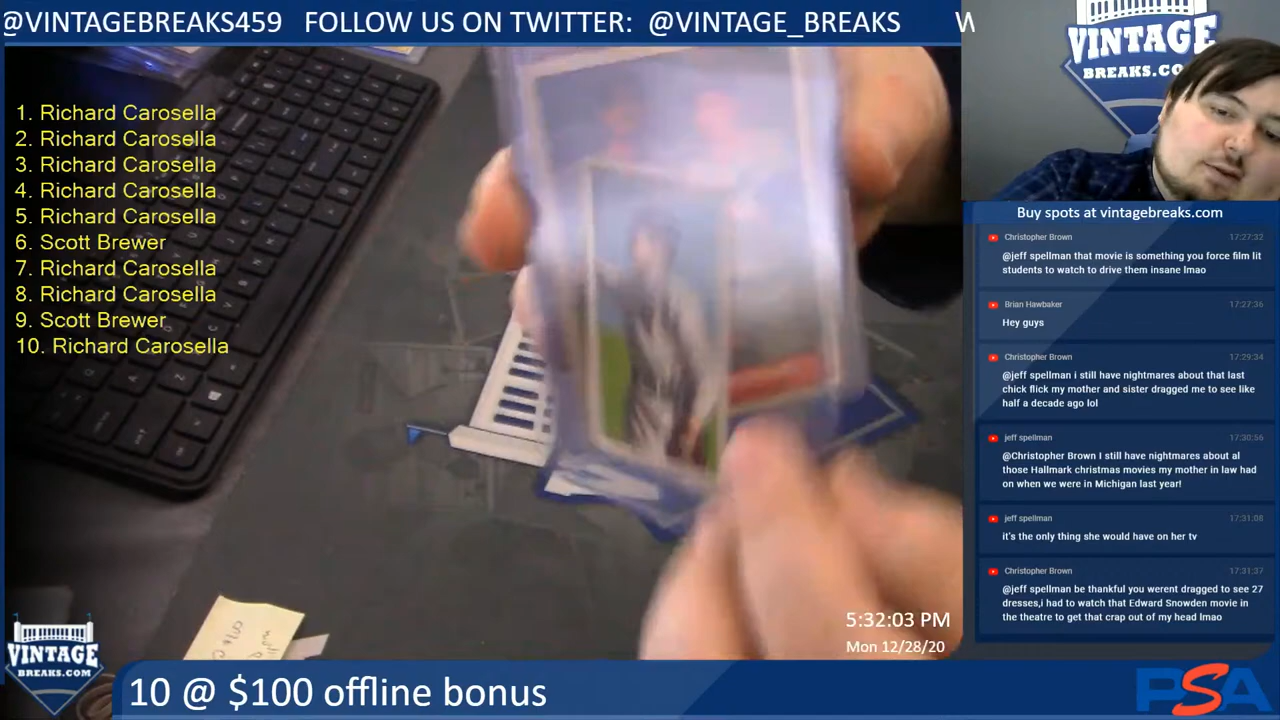 @VINTAGEBREAKS459 FOLLOW US ON TWITTER: @VINTAGE_BREAKS W
VINTAGE
BREAKS.CO
1. Richard Carosella
2. Richard Carosella
3. Richard Carosella
4. Richard Carosella
5. Richard Carosella
6. Scott Brewer
7. Richard Carosella
8. Richard Carosella
9. Scott Brewer
10. Richard Carosella
Buy spots at vintagebreaks.com
Christopher Brown 17:27:32
@jeff spellman that movie is something you force film lit
students to watch to drive them insane lmao
Brian Hawbaker 17:27:36
Hey guys
Christopher Brown 17:29:34
@jeff spellman i still have nightmares about that last
chick flick my mother and sister dragged me to see like
half a decade ago lol
jeff spellman 17:30:56
@Christopher Brown I still have nightmares about al
those Hallmark christmas movies my mother in law had
on when we were in Michigan last year!
jeff spellman 17:31:08
it's the only thing she would have on her tv
Christopher Brown 17:31:37
@jeff spellman be thankful you werent dragged to see 27
dresses,i had to watch that Edward Snowden movie in
the theatre to get that crap out of my head lmao
5:32:03 PM
Mon 12/28/20
VINTAGE
BREAKS.COM
10 @ $100 offline bonus
PSA